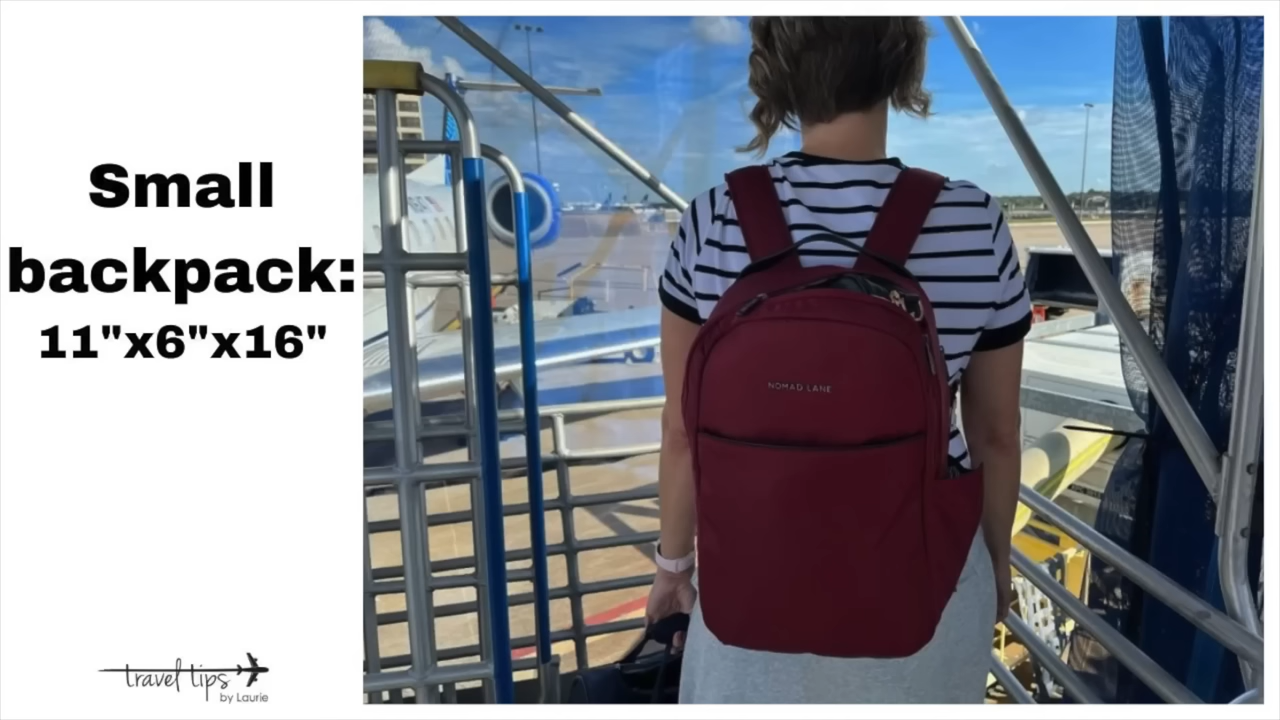 Small
backpack:
11"x6"x16"
NOMAD LANE
travel tips
by Laurie